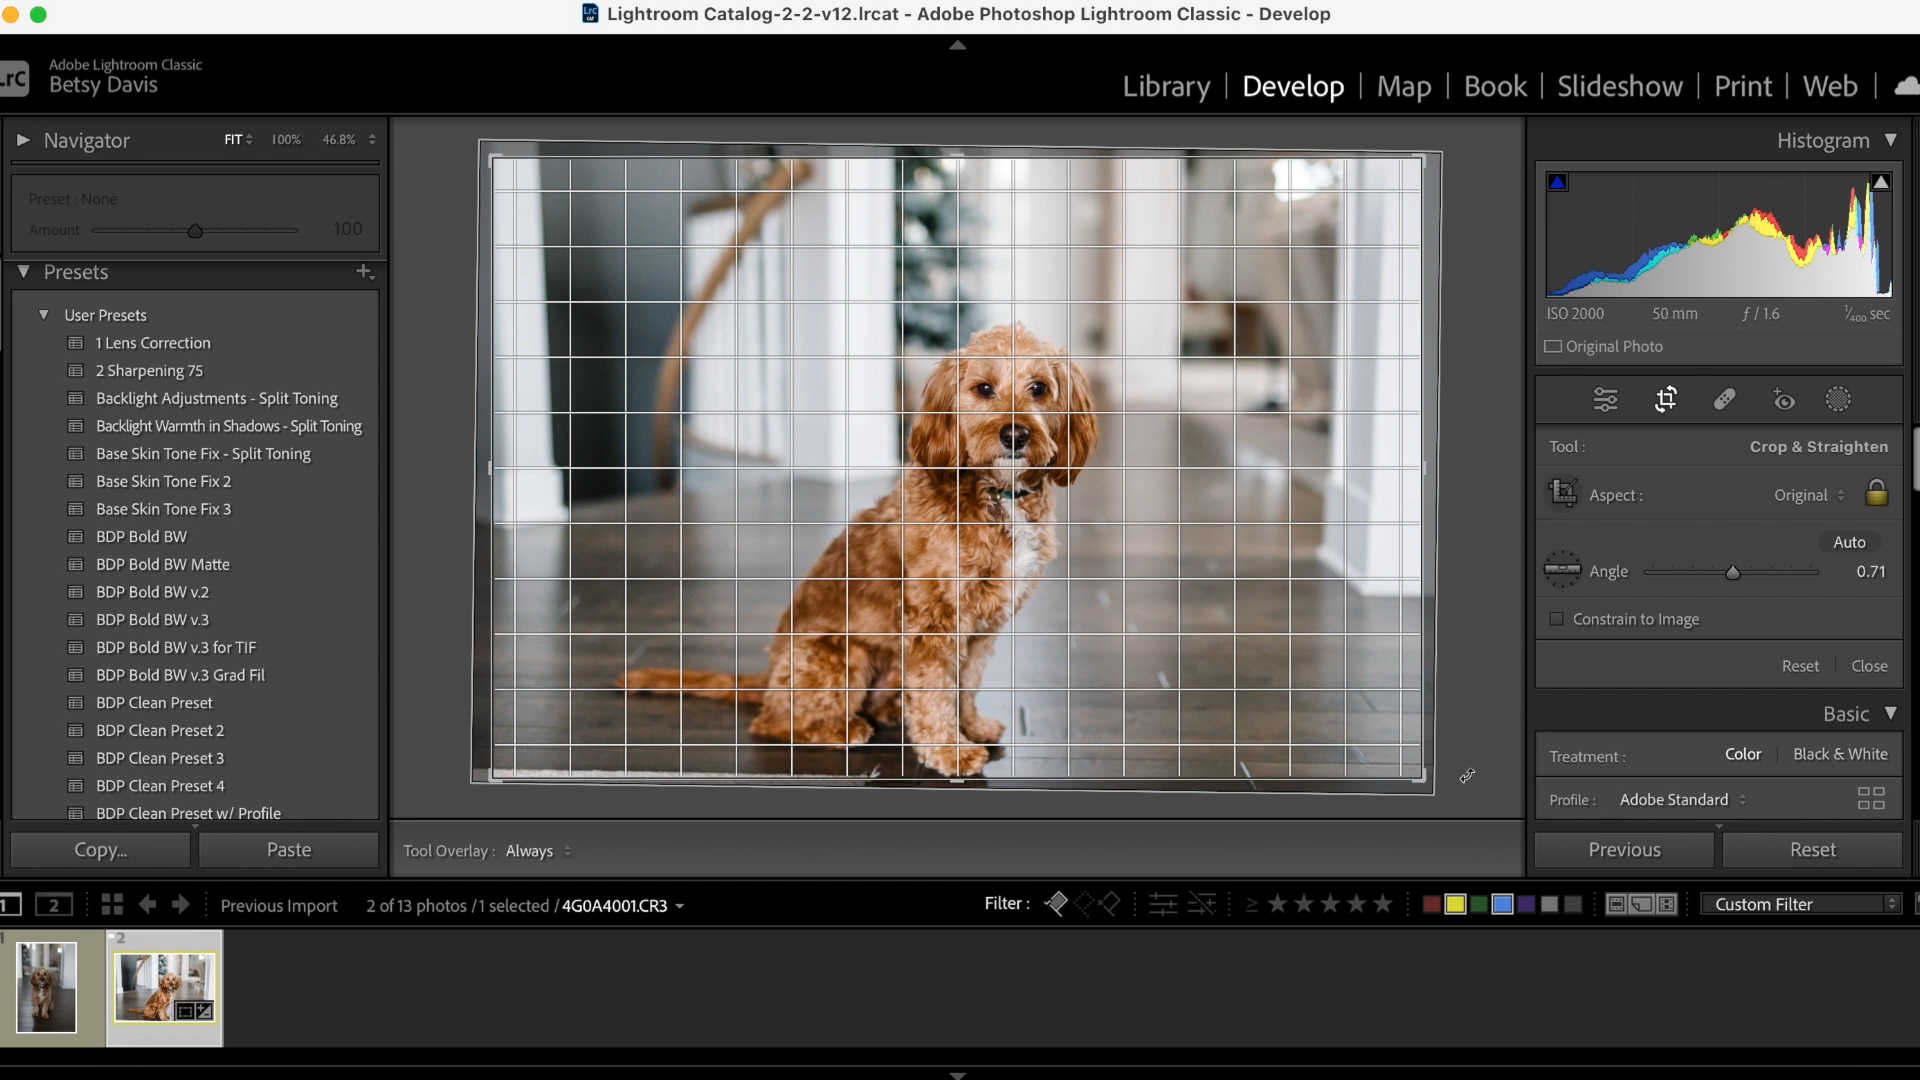 Lightroom Catalog-2-2-v12.lrcat - Adobe Photoshop Lightroom Classic - Develop
LrC
Adobe Lightroom Classic
Betsy Davis
Library | Develop | Map | Book | Slideshow | Print | Web |
Navigator FIT 100% 46.8%
Preset : None
Amount 100
Presets
User Presets
1 Lens Correction
2 Sharpening 75
Backlight Adjustments - Split Toning
Backlight Warmth in Shadows - Split Toning
Base Skin Tone Fix - Split Toning
Base Skin Tone Fix 2
Base Skin Tone Fix 3
BDP Bold BW
BDP Bold BW Matte
BDP Bold BW v.2
BDP Bold BW v.3
BDP Bold BW v.3 for TIF
BDP Bold BW v.3 Grad Fil
BDP Clean Preset
BDP Clean Preset 2
BDP Clean Preset 3
BDP Clean Preset 4
BDP Clean Preset w/ Profile
Copy... Paste
Tool Overlay : Always
Histogram
ISO 2000 50 mm ƒ / 1.6 1/400 sec
Original Photo
Tool : Crop & Straighten
Aspect : Original
Auto
Angle 0.71
Constrain to Image
Reset Close
Basic
Treatment : Color Black & White
Profile : Adobe Standard
Previous Reset
1 2 Previous Import 2 of 13 photos / 1 selected / 4G0A4001.CR3 Filter : ≥ Custom Filter
1 2